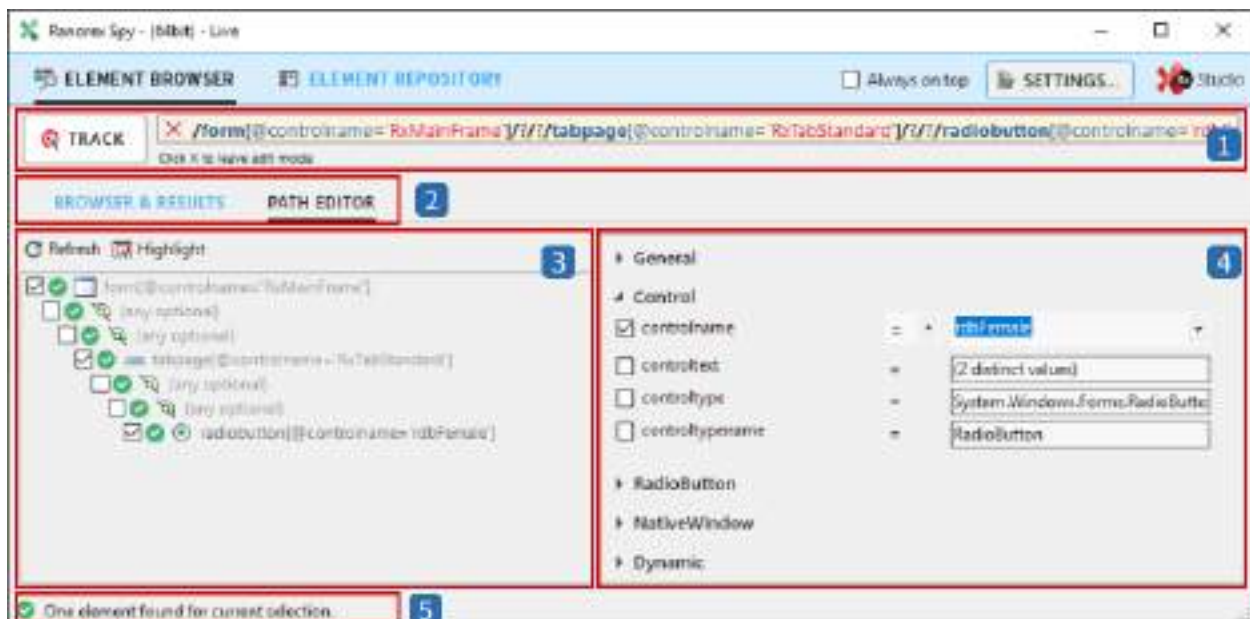 Ranorex Spy - (64bit) - Live
ELEMENT BROWSER ELEMENT REPOSITORY Always on top SETTINGS... Studio
TRACK /form[@controlname='RxMainFrame']/?/?/tabpage[@controlname='RxTabStandard']/?/?/radiobutton[@controlname='rdb
Click X to leave edit mode
1
BROWSER & RESULTS PATH EDITOR
2
Refresh Highlight
3
form[@controlname='RxMainFrame']
(any optional)
(any optional)
tabpage[@controlname='RxTabStandard']
(any optional)
(any optional)
radiobutton[@controlname='rdbFemale']
4
General
Control
controlname = rdbFemale
controltext = (2 distinct values)
controltype = System.Windows.Forms.RadioButto
controltypename = RadioButton
RadioButton
NativeWindow
Dynamic
One element found for current selection.
5